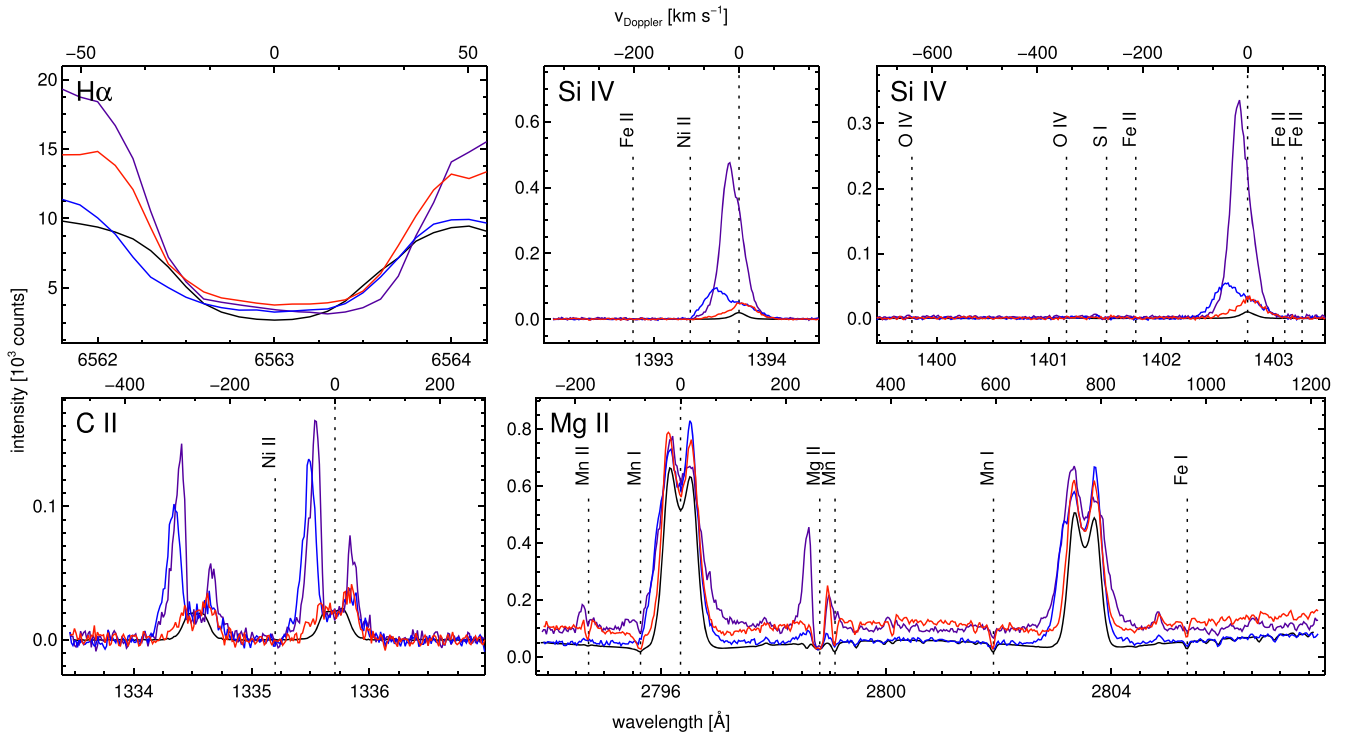 v_Doppler [km s⁻¹]
−50 0 50
−200 0
−600 −400 −200 0
Hα
20
15
10
5
6562 6563 6564
Si IV
Fe II
Ni II
0.6
0.4
0.2
0.0
1393 1394
Si IV
O IV
O IV
S I
Fe II
Fe II
Fe II
0.3
0.2
0.1
0.0
1400 1401 1402 1403
intensity [10³ counts]
−400 −200 0 200
C II
Ni II
0.1
0.0
1334 1335 1336
−200 0 200 400 600 800 1000 1200
Mg II
Mn II
Mn I
Mg II
Mn I
Mn I
Fe I
0.8
0.6
0.4
0.2
0.0
2796 2800 2804
wavelength [Å]